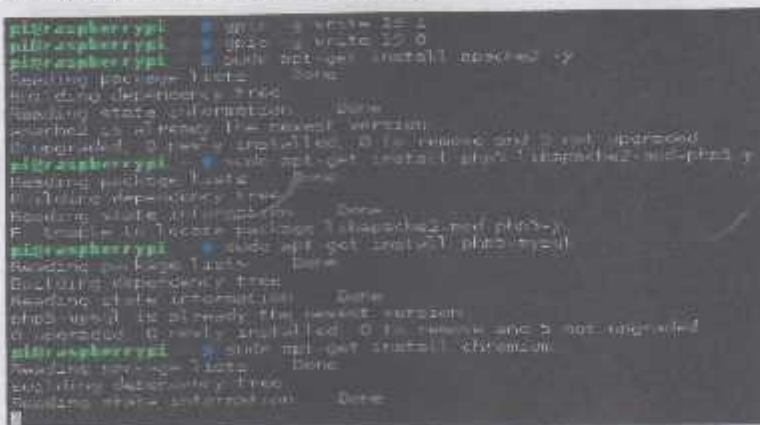 pi@raspberrypi ~ $ gpio -g write
pi@raspberrypi ~ $ gpio -g write
pi@raspberrypi ~ $ sudo apt-get install apache2 -y
Reading package lists... Done
Building dependency tree
Reading state information... Done
apache2 is already the newest version.
0 upgraded, 0 newly installed, 0 to remove and 5 not upgraded.
pi@raspberrypi ~ $ sudo apt-get install php5 libapache2-mod-php5-y
Reading package lists... Done
Building dependency tree
Reading state information... Done
E: Unable to locate package libapache2-mod-php5-y
pi@raspberrypi ~ $ sudo apt-get install php5-mysql
Reading package lists... Done
Building dependency tree
Reading state information... Done
php5-mysql is already the newest version.
0 upgraded, 0 newly installed, 0 to remove and 5 not upgraded.
pi@raspberrypi ~ $ sudo apt-get install chromium
Reading package lists... Done
Building dependency tree
Reading state information... Done